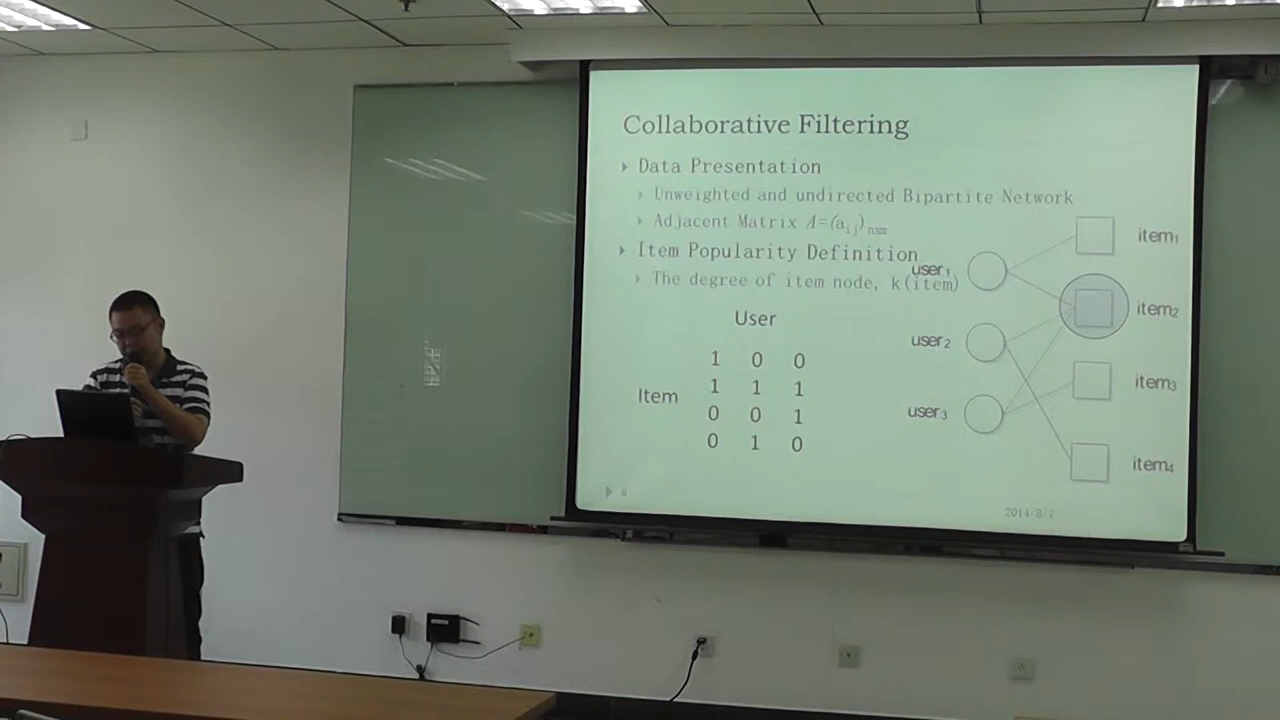 Collaborative Filtering
Data Presentation
Unweighted and undirected Bipartite Network
Adjacent Matrix A=(aij)nxm
Item Popularity Definition
The degree of item node, k(item)
User
Item
1 0 0
1 1 1
0 0 1
0 1 0
user1
user2
user3
item1
item2
item3
item4
6
2014/8/7